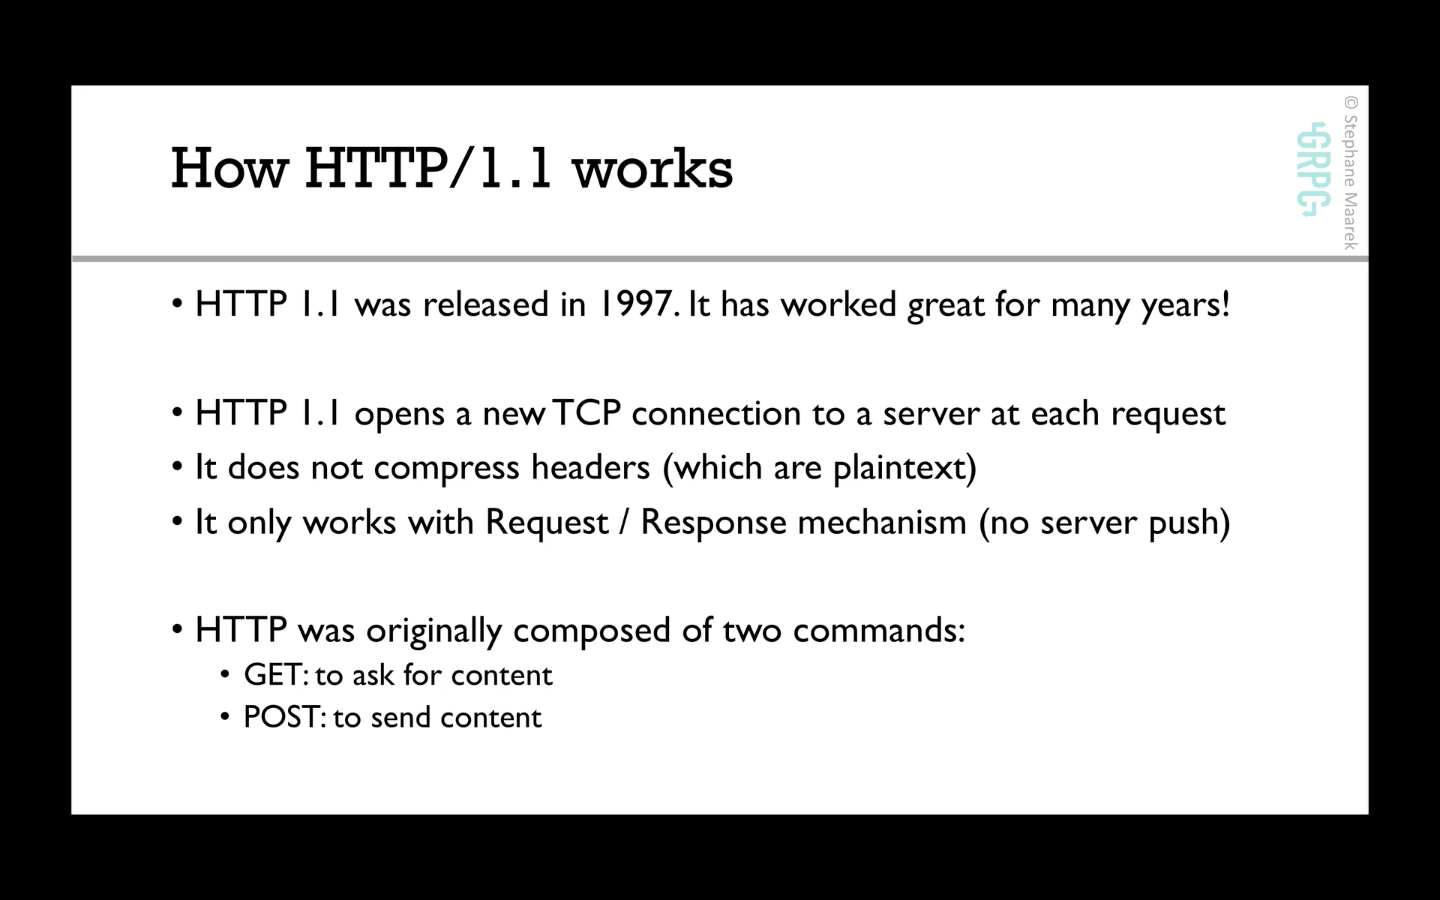 How HTTP/1.1 works
© Stephane Maarek
GRPC
• HTTP 1.1 was released in 1997. It has worked great for many years!
• HTTP 1.1 opens a new TCP connection to a server at each request
• It does not compress headers (which are plaintext)
• It only works with Request / Response mechanism (no server push)
• HTTP was originally composed of two commands:
• GET: to ask for content
• POST: to send content